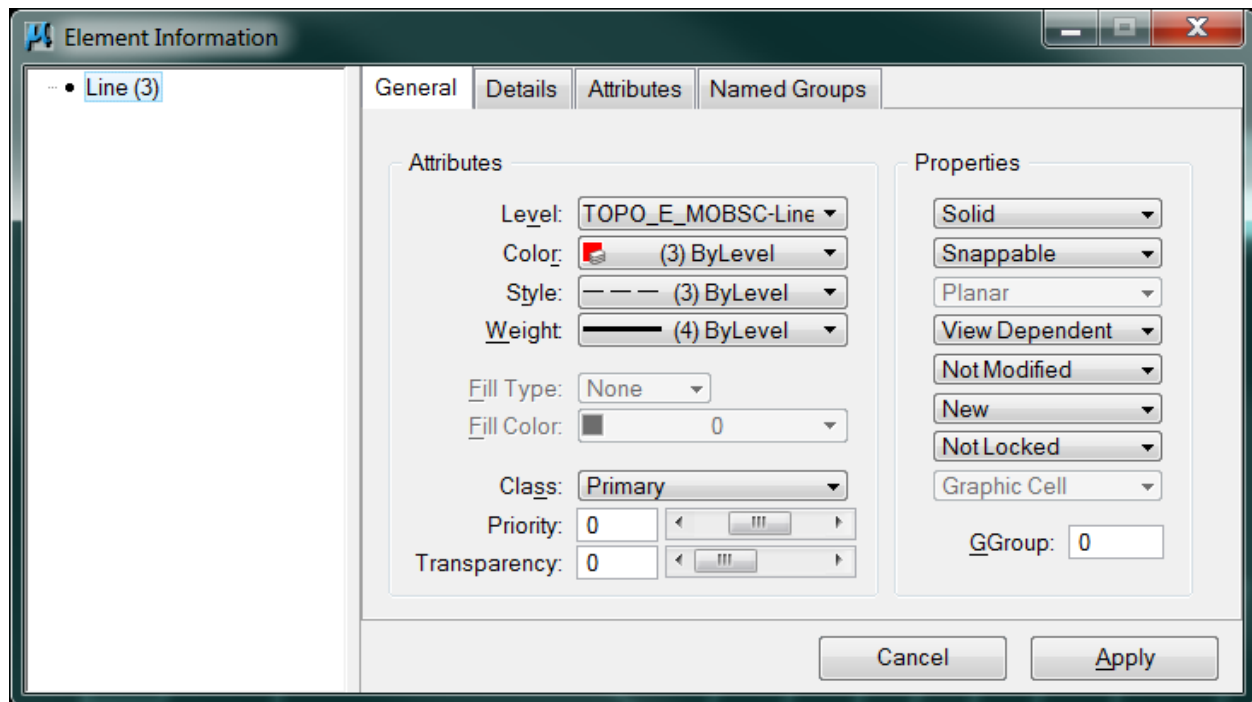 Element Information
Line (3)
General Details Attributes Named Groups
Attributes
Level: TOPO_E_MOBSC-Line
Color: (3) ByLevel
Style: (3) ByLevel
Weight: (4) ByLevel
Fill Type: None
Fill Color: 0
Class: Primary
Priority: 0
Transparency: 0
Properties
Solid
Snappable
Planar
View Dependent
Not Modified
New
Not Locked
Graphic Cell
GGroup: 0
Cancel Apply